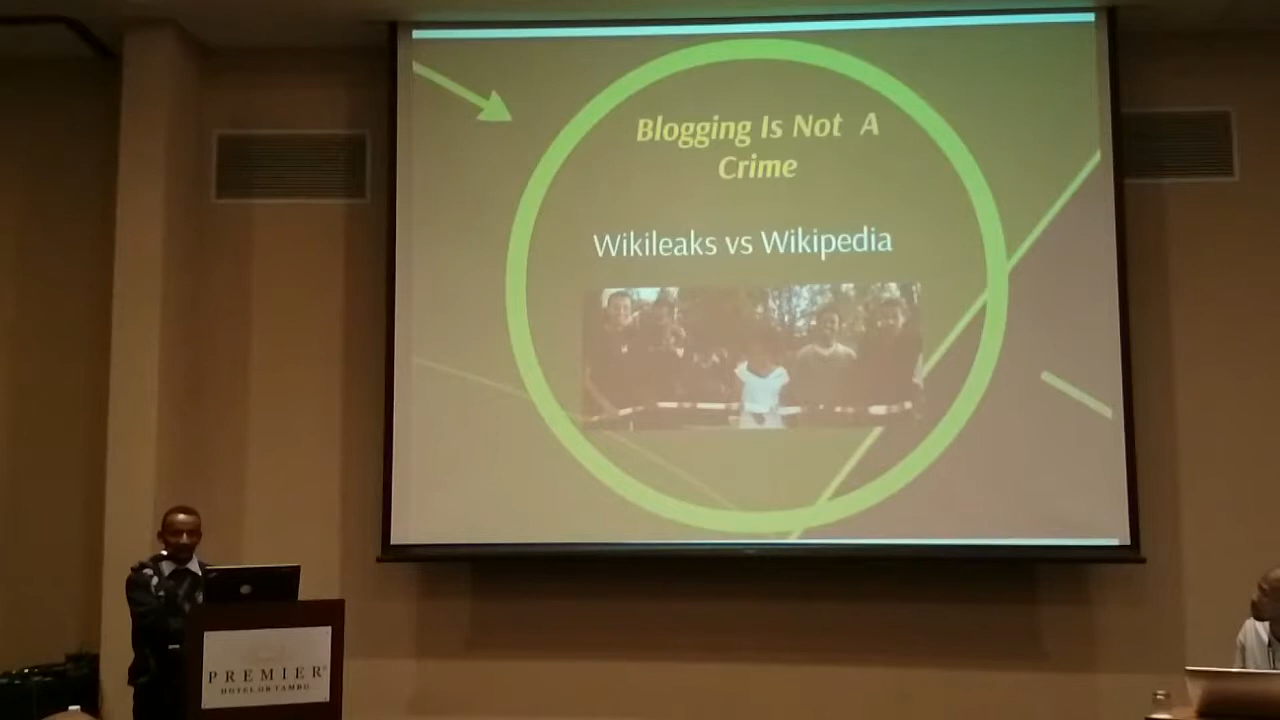 Blogging Is Not A
Crime
Wikileaks vs Wikipedia
PREMIER
HOTEL OR TAMBO